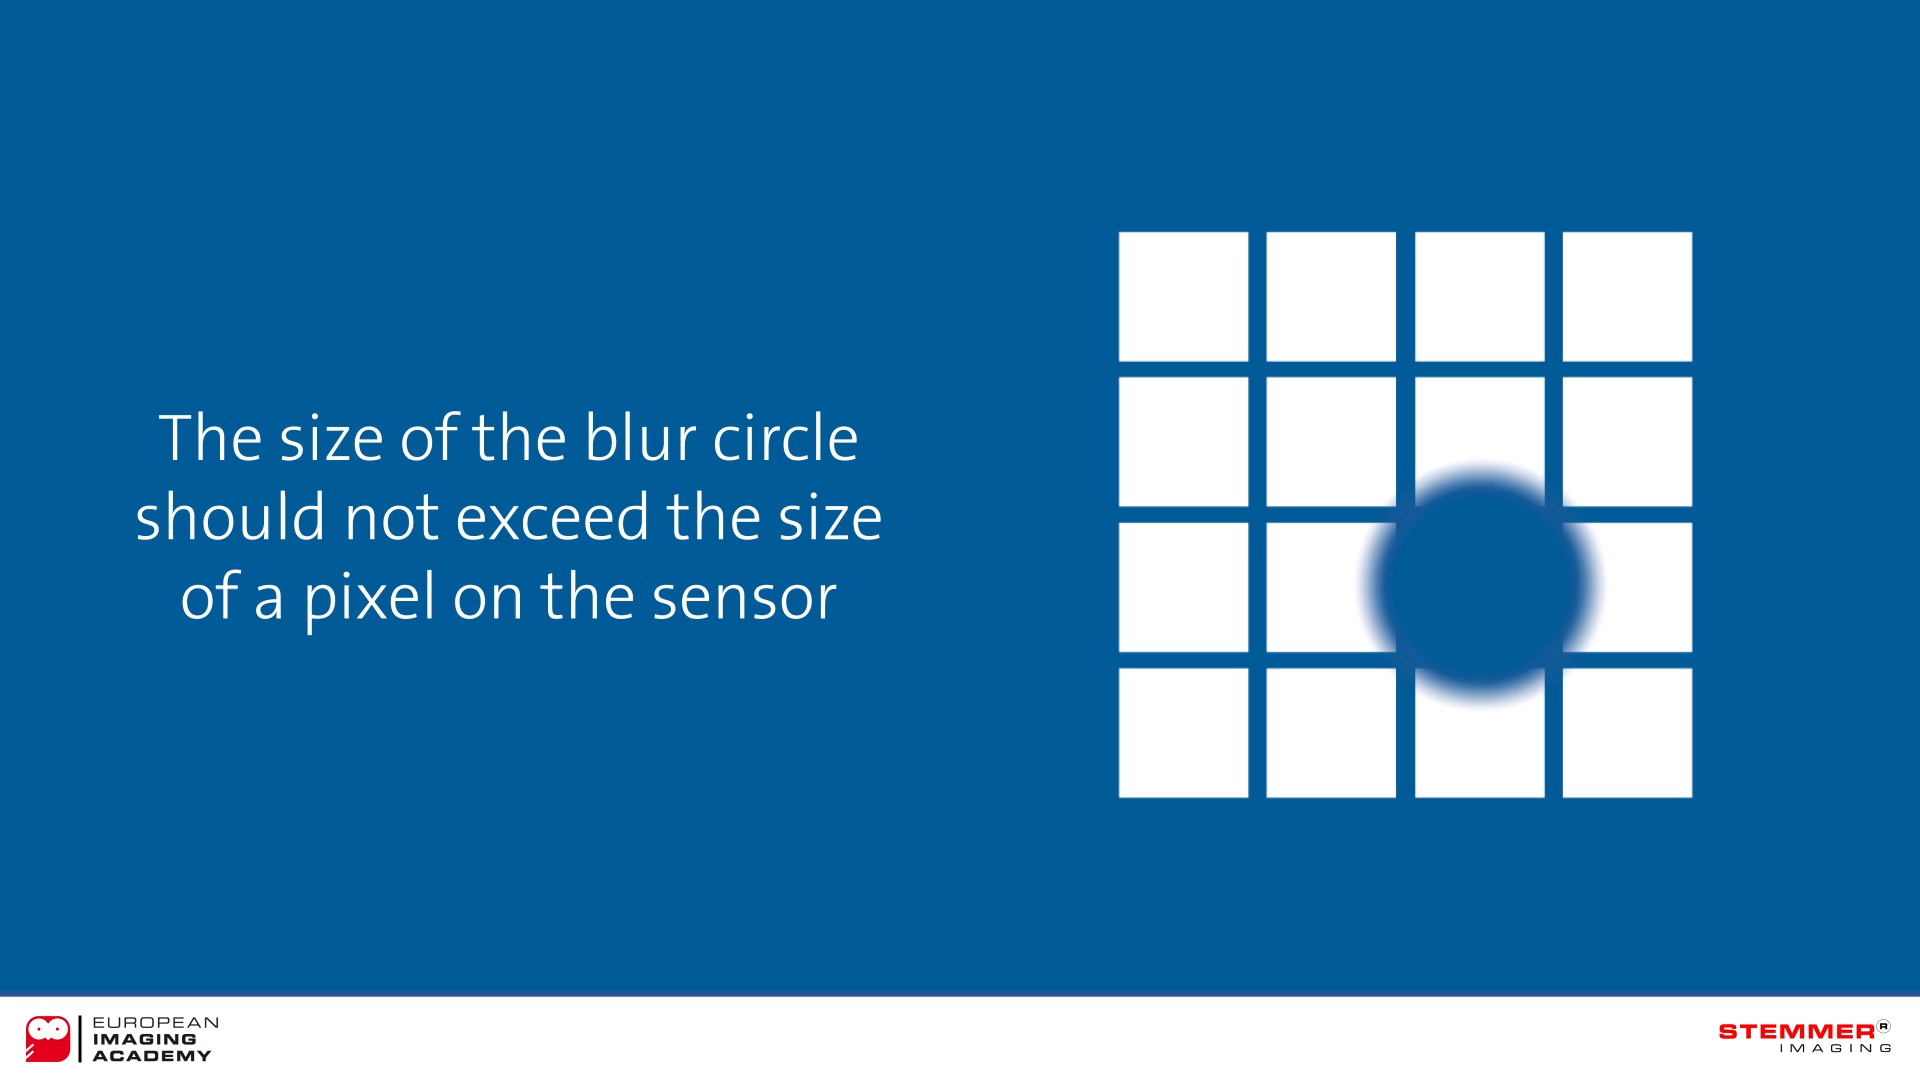 The size of the blur circle
should not exceed the size
of a pixel on the sensor
EUROPEAN
IMAGING
ACADEMY
STEMMER®
IMAGING